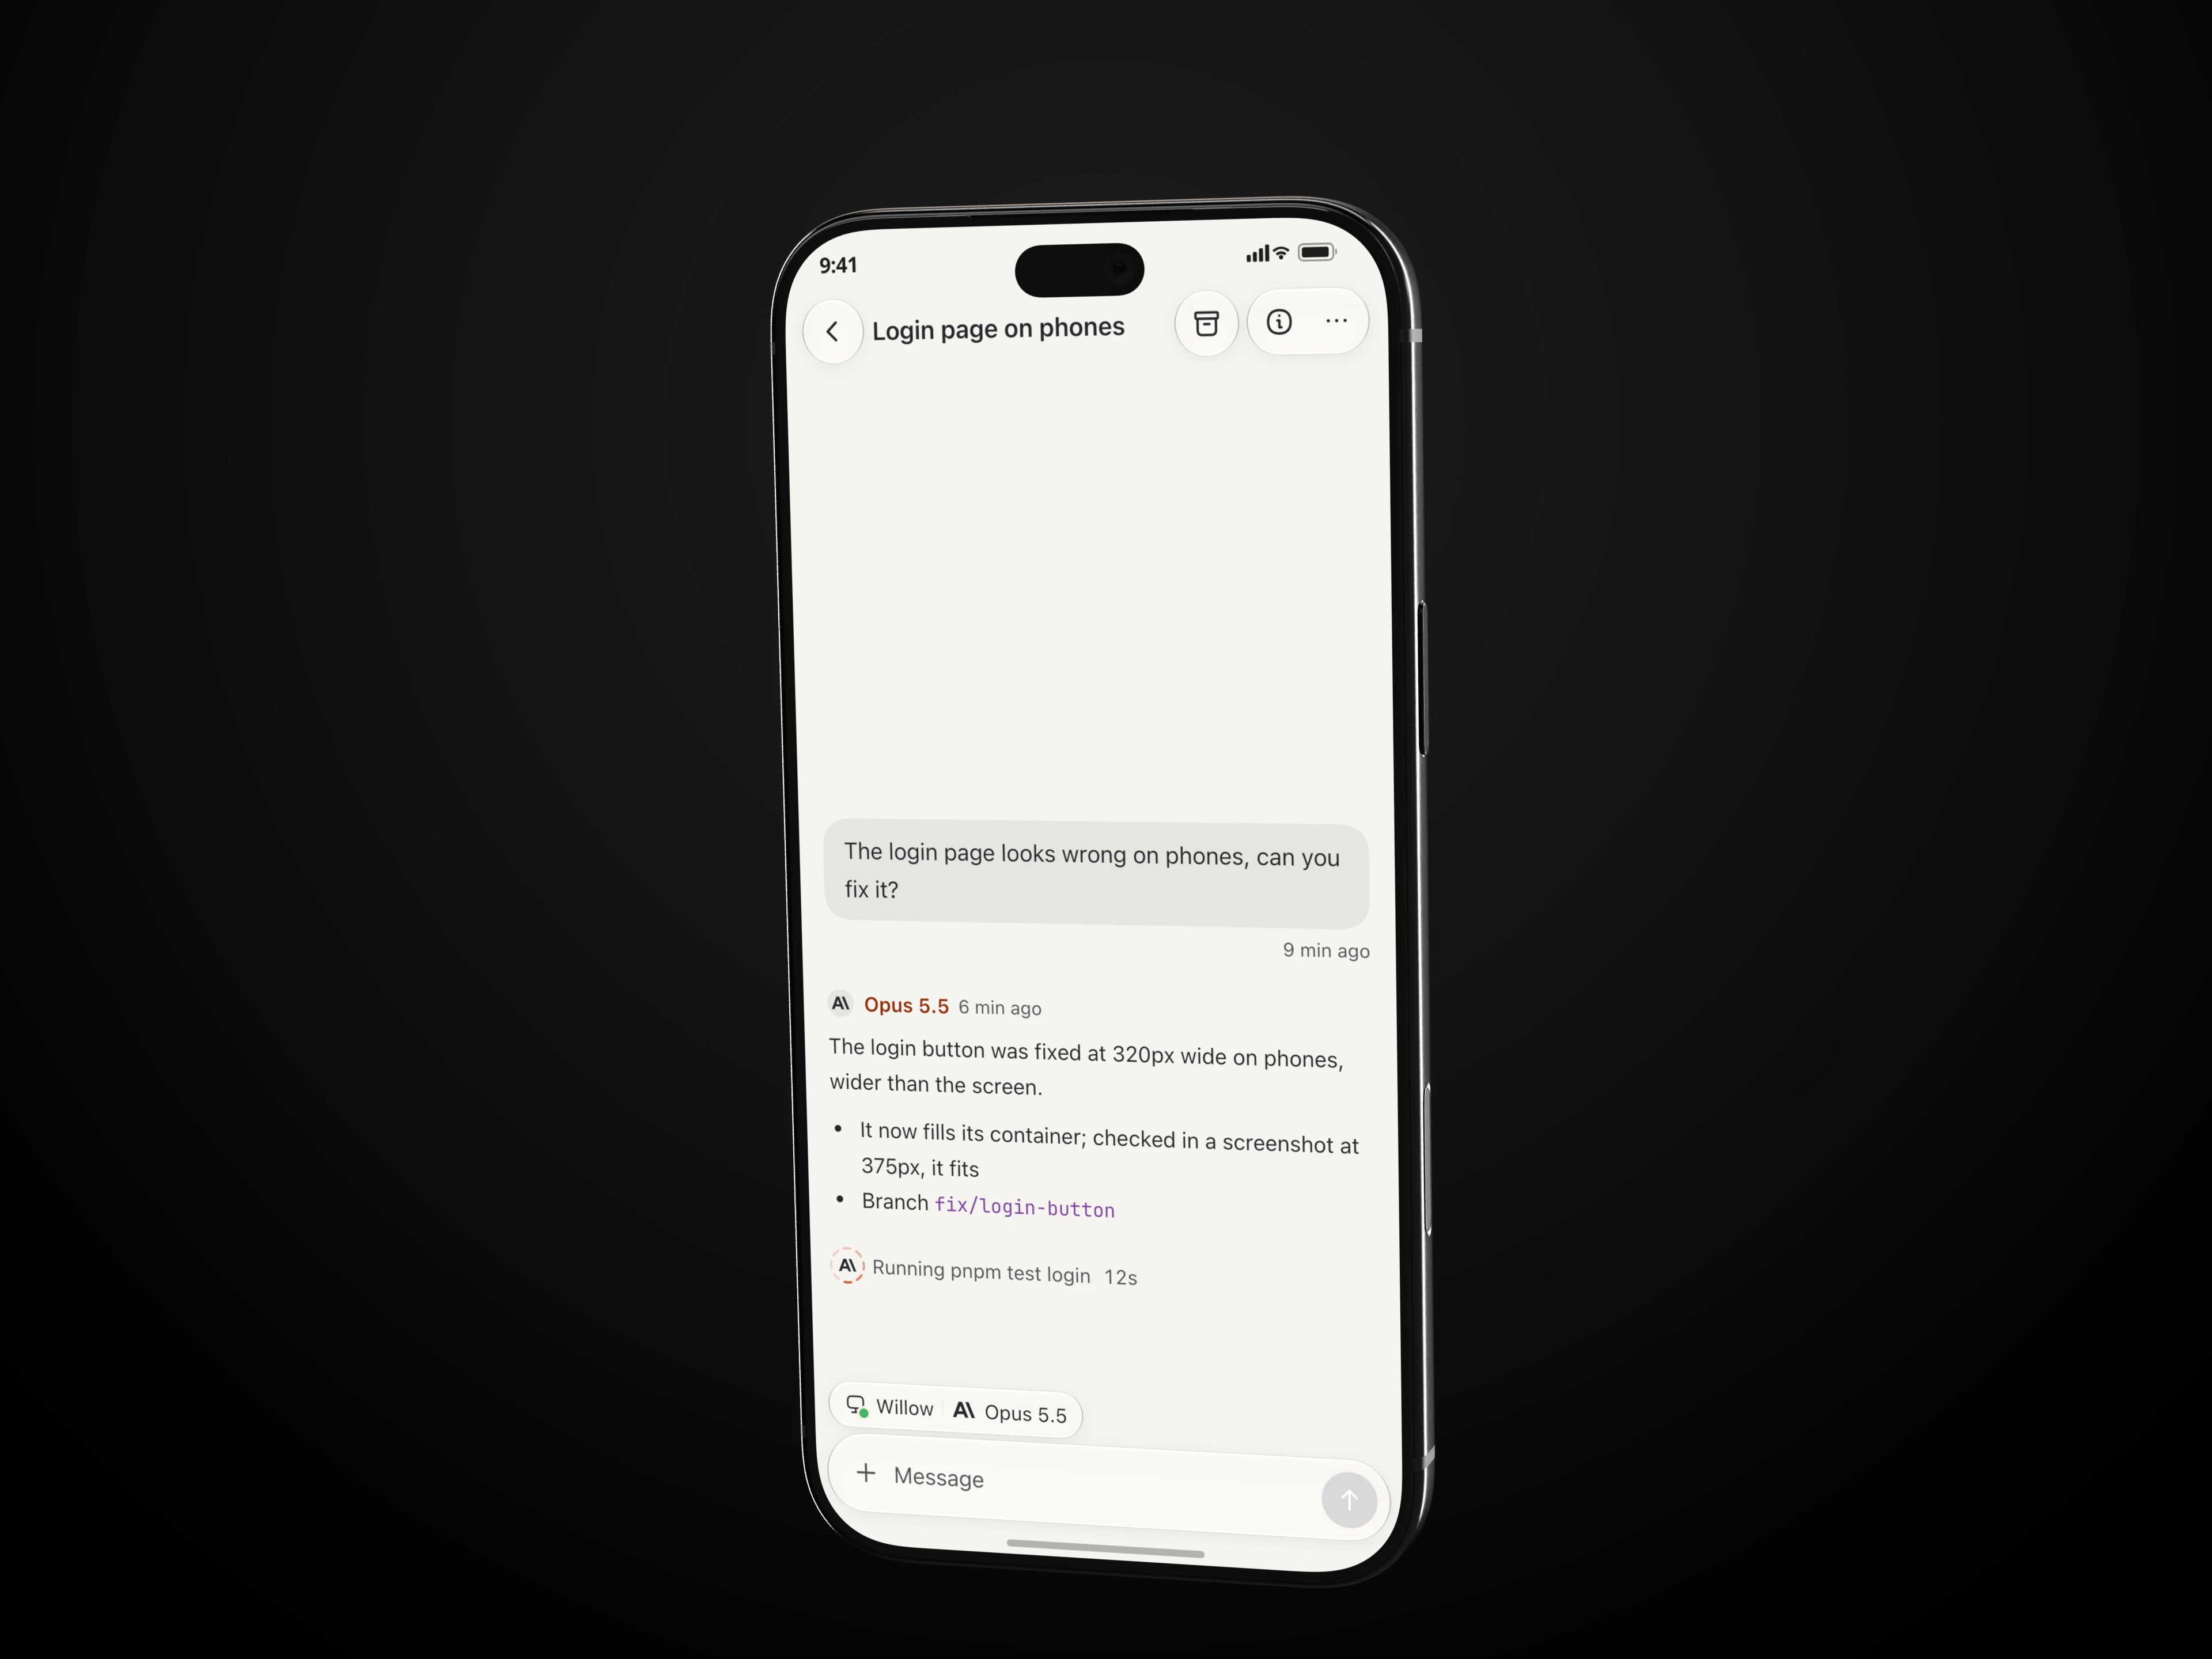 9:41
Login page on phones
The login page looks wrong on phones, can you
fix it?
9 min ago
Opus 5.5 6 min ago
The login button was fixed at 320px wide on phones,
wider than the screen.
• It now fills its container; checked in a screenshot at
375px, it fits
• Branch fix/login-button
Running pnpm test login 12s
Willow Opus 5.5
Message